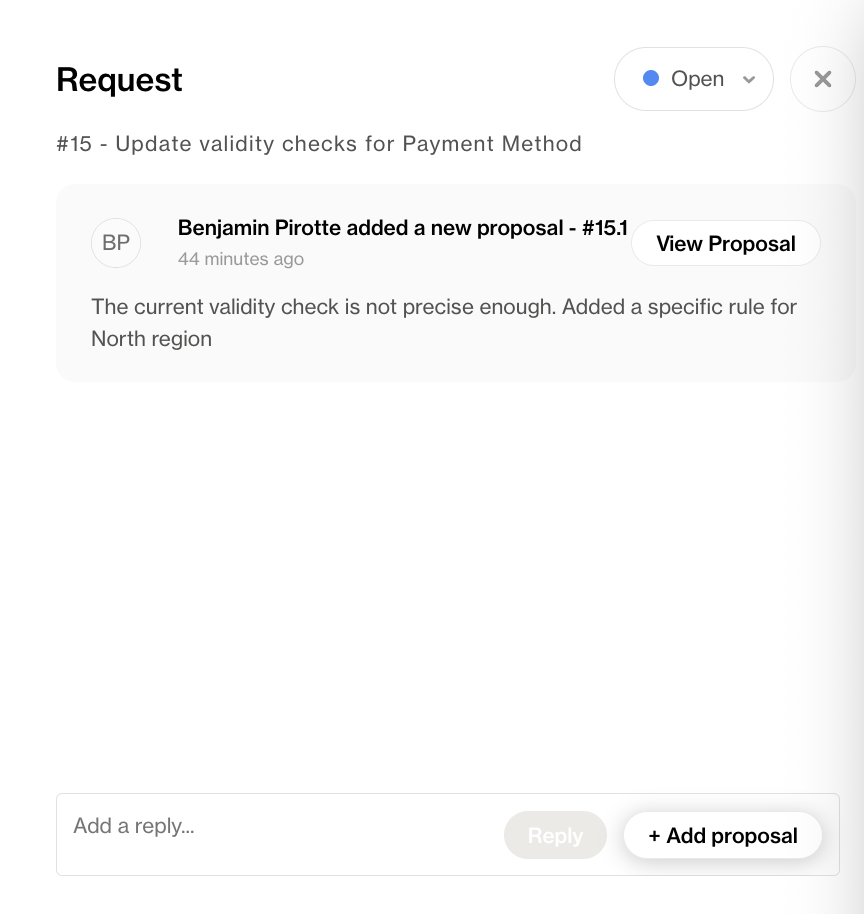 Request
Open
#15 - Update validity checks for Payment Method
BP
Benjamin Pirotte added a new proposal - #15.1
44 minutes ago
View Proposal
The current validity check is not precise enough. Added a specific rule for
North region
Add a reply...
Reply
+ Add proposal